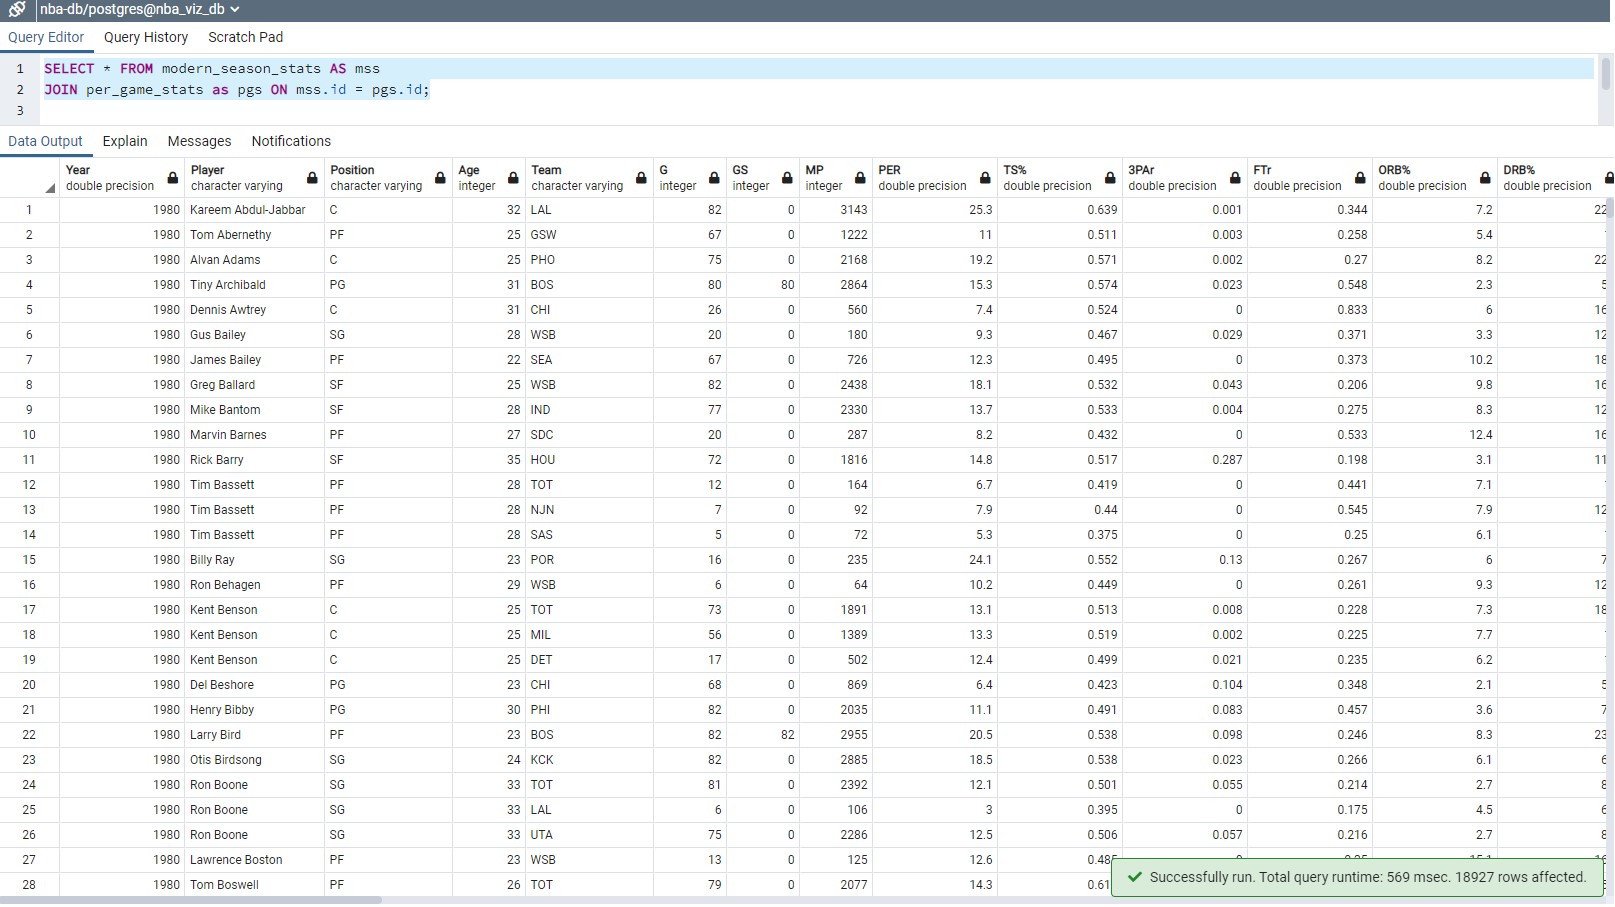 nba-db/postgres@nba_viz_db
Query Editor Query History Scratch Pad
1 SELECT * FROM modern_season_stats AS mss
2 JOIN per_game_stats as pgs ON mss.id = pgs.id;
3
Data Output Explain Messages Notifications
Year Player Position Age Team G GS MP PER TS% 3PAr FTr ORB% DRB%
double precision character varying character varying integer character varying integer integer integer double precision double precision double precision double precision double precision double precision
1 1980 Kareem Abdul-Jabbar C 32 LAL 82 0 3143 25.3 0.639 0.001 0.344 7.2 22
2 1980 Tom Abernethy PF 25 GSW 67 0 1222 11 0.511 0.003 0.258 5.4
3 1980 Alvan Adams C 25 PHO 75 0 2168 19.2 0.571 0.002 0.27 8.2 22
4 1980 Tiny Archibald PG 31 BOS 80 80 2864 15.3 0.574 0.023 0.548 2.3 5
5 1980 Dennis Awtrey C 31 CHI 26 0 560 7.4 0.524 0 0.833 6 16
6 1980 Gus Bailey SG 28 WSB 20 0 180 9.3 0.467 0.029 0.371 3.3 12
7 1980 James Bailey PF 22 SEA 67 0 726 12.3 0.495 0 0.373 10.2 18
8 1980 Greg Ballard SF 25 WSB 82 0 2438 18.1 0.532 0.043 0.206 9.8 16
9 1980 Mike Bantom SF 28 IND 77 0 2330 13.7 0.533 0.004 0.275 8.3 12
10 1980 Marvin Barnes PF 27 SDC 20 0 287 8.2 0.432 0 0.533 12.4 16
11 1980 Rick Barry SF 35 HOU 72 0 1816 14.8 0.517 0.287 0.198 3.1 11
12 1980 Tim Bassett PF 28 TOT 12 0 164 6.7 0.419 0 0.441 7.1
13 1980 Tim Bassett PF 28 NJN 7 0 92 7.9 0.44 0 0.545 7.9 12
14 1980 Tim Bassett PF 28 SAS 5 0 72 5.3 0.375 0 0.25 6.1
15 1980 Billy Ray SG 23 POR 16 0 235 24.1 0.552 0.13 0.267 6 7
16 1980 Ron Behagen PF 29 WSB 6 0 64 10.2 0.449 0 0.261 9.3 12
17 1980 Kent Benson C 25 TOT 73 0 1891 13.1 0.513 0.008 0.228 7.3 18
18 1980 Kent Benson C 25 MIL 56 0 1389 13.3 0.519 0.002 0.225 7.7
19 1980 Kent Benson C 25 DET 17 0 502 12.4 0.499 0.021 0.235 6.2
20 1980 Del Beshore PG 23 CHI 68 0 869 6.4 0.423 0.104 0.348 2.1 5
21 1980 Henry Bibby PG 30 PHI 82 0 2035 11.1 0.491 0.083 0.457 3.6 7
22 1980 Larry Bird PF 23 BOS 82 82 2955 20.5 0.538 0.098 0.246 8.3 23
23 1980 Otis Birdsong SG 24 KCK 82 0 2885 18.5 0.538 0.023 0.266 6.1 6
24 1980 Ron Boone SG 33 TOT 81 0 2392 12.1 0.501 0.055 0.214 2.7 8
25 1980 Ron Boone SG 33 LAL 6 0 106 3 0.395 0 0.175 4.5 6
26 1980 Ron Boone SG 33 UTA 75 0 2286 12.5 0.506 0.057 0.216 2.7 8
27 1980 Lawrence Boston PF 23 WSB 13 0 125 12.6 0.485
28 1980 Tom Boswell PF 26 TOT 79 0 2077 14.3 0.61
Successfully run. Total query runtime: 569 msec. 18927 rows affected.